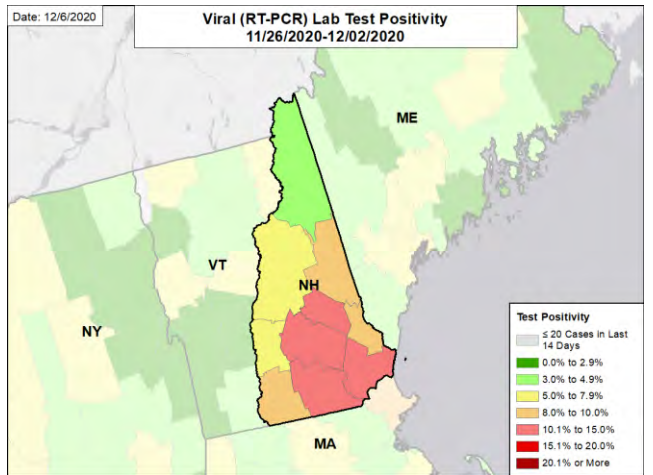 Date: 12/6/2020
Viral (RT-PCR) Lab Test Positivity
11/26/2020-12/02/2020
ME
VT
NH
NY
MA
Test Positivity
≤ 20 Cases in Last
14 Days
0.0% to 2.9%
3.0% to 4.9%
5.0% to 7.9%
8.0% to 10.0%
10.1% to 15.0%
15.1% to 20.0%
20.1% or More